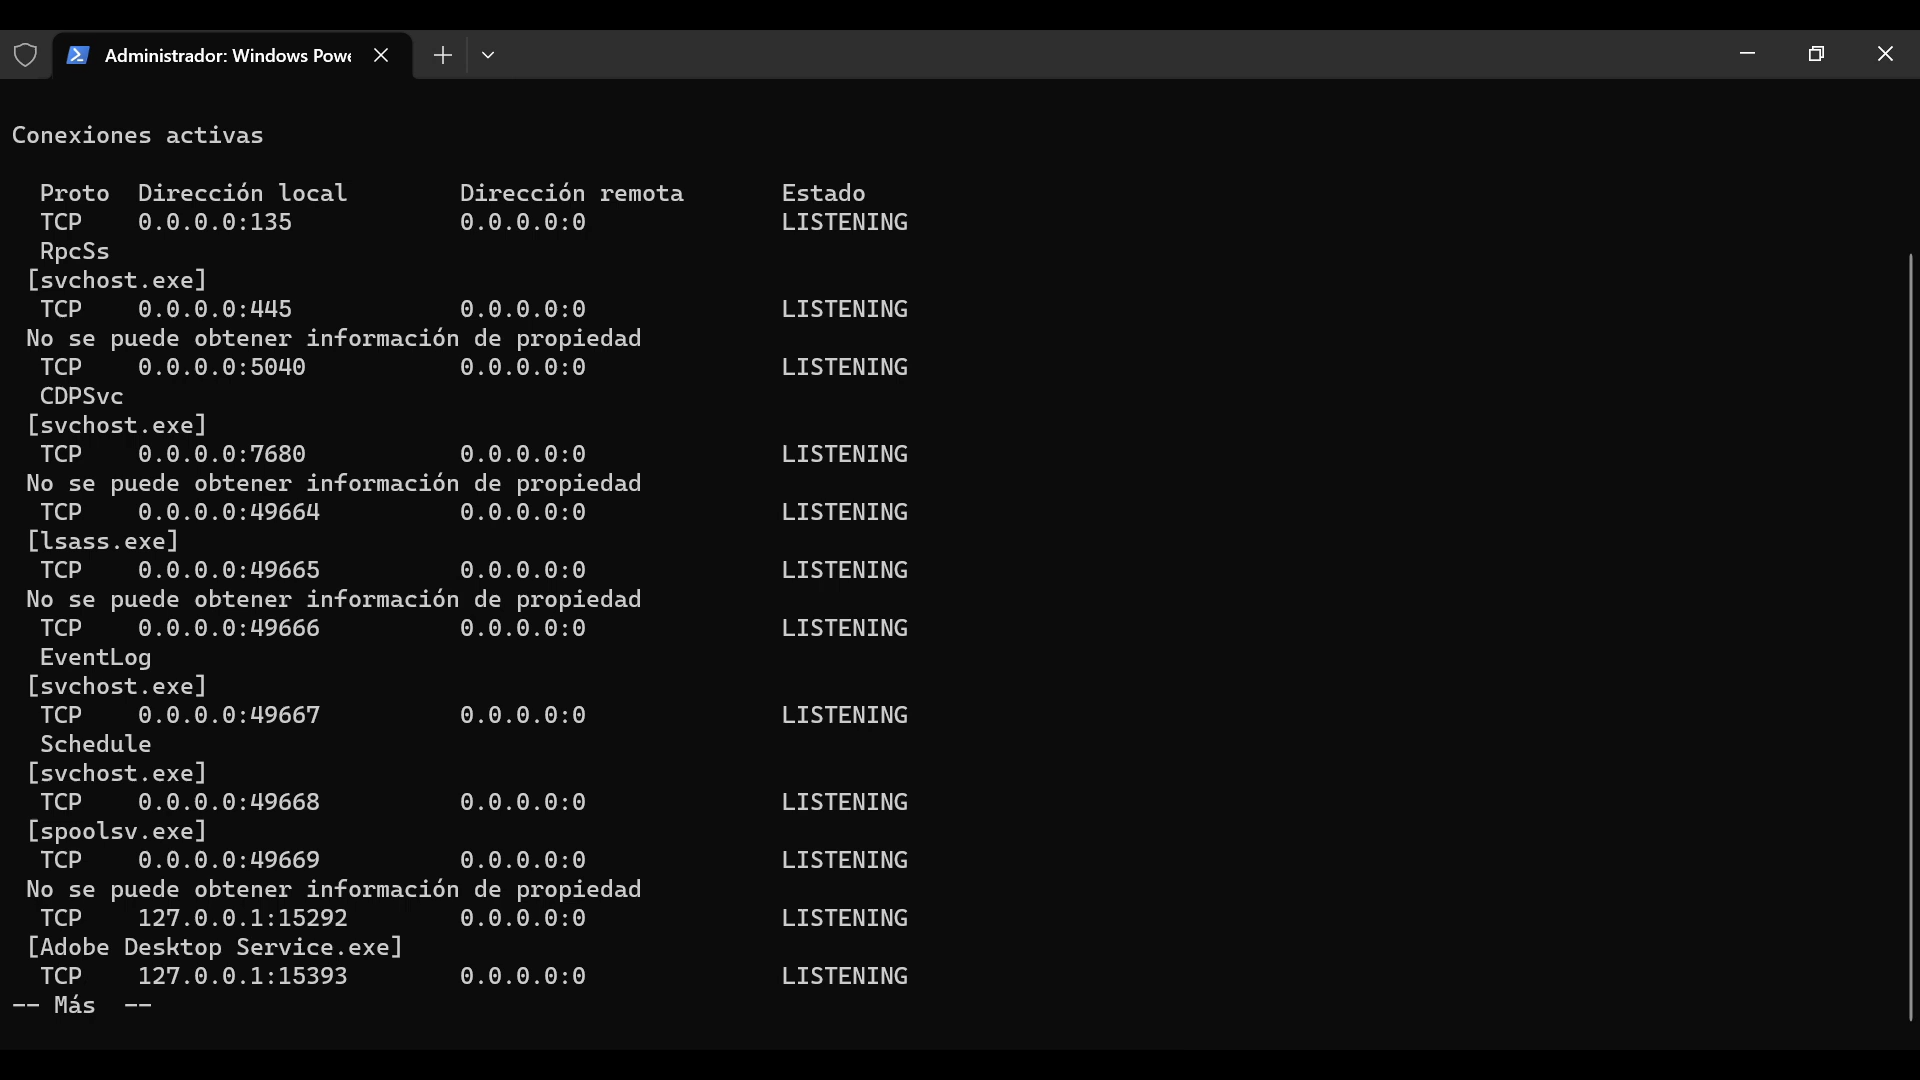 Administrador: Windows Powe
Conexiones activas
Proto  Dirección local        Dirección remota       Estado
TCP    0.0.0.0:135            0.0.0.0:0              LISTENING
RpcSs
[svchost.exe]
TCP    0.0.0.0:445            0.0.0.0:0              LISTENING
No se puede obtener información de propiedad
TCP    0.0.0.0:5040           0.0.0.0:0              LISTENING
CDPSvc
[svchost.exe]
TCP    0.0.0.0:7680           0.0.0.0:0              LISTENING
No se puede obtener información de propiedad
TCP    0.0.0.0:49664          0.0.0.0:0              LISTENING
[lsass.exe]
TCP    0.0.0.0:49665          0.0.0.0:0              LISTENING
No se puede obtener información de propiedad
TCP    0.0.0.0:49666          0.0.0.0:0              LISTENING
EventLog
[svchost.exe]
TCP    0.0.0.0:49667          0.0.0.0:0              LISTENING
Schedule
[svchost.exe]
TCP    0.0.0.0:49668          0.0.0.0:0              LISTENING
[spoolsv.exe]
TCP    0.0.0.0:49669          0.0.0.0:0              LISTENING
No se puede obtener información de propiedad
TCP    127.0.0.1:15292        0.0.0.0:0              LISTENING
[Adobe Desktop Service.exe]
TCP    127.0.0.1:15393        0.0.0.0:0              LISTENING
-- Más  --